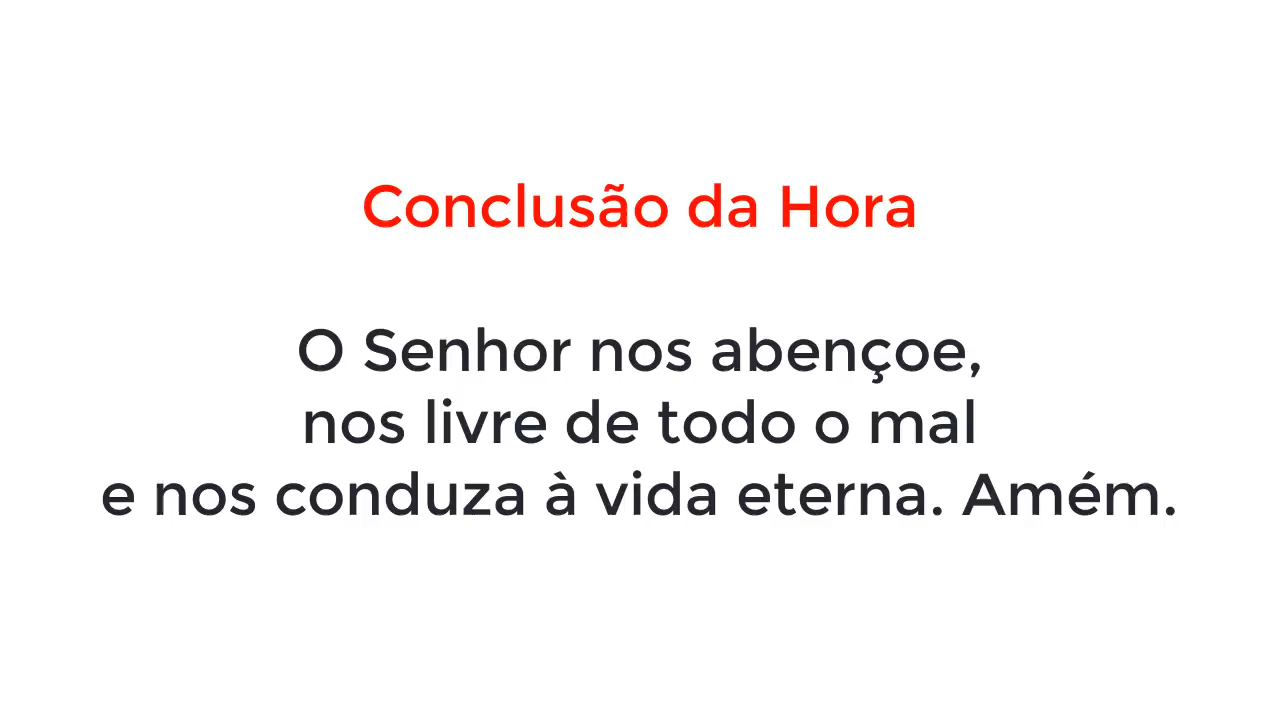 Conclusão da Hora
O Senhor nos abençoe,
nos livre de todo o mal
e nos conduza à vida eterna. Amém.